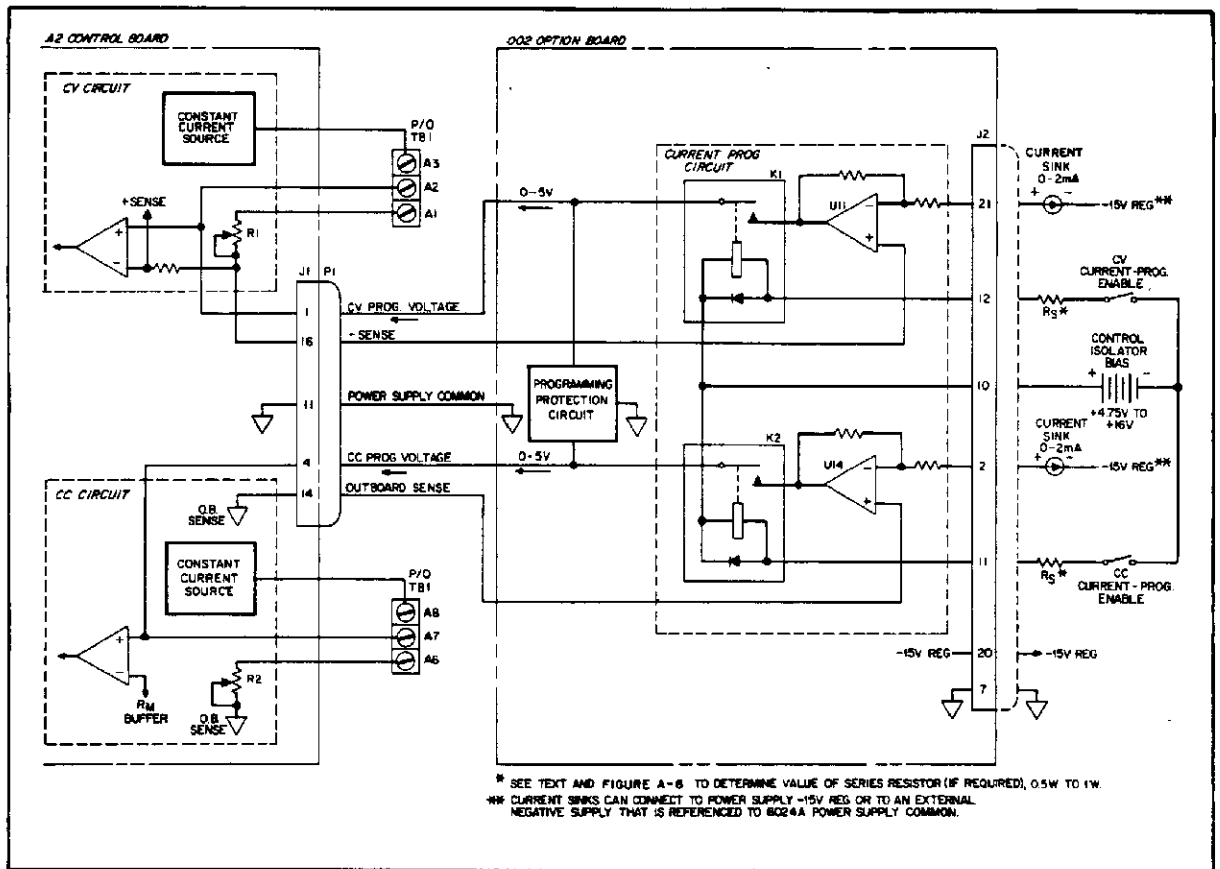 A2 CONTROL BOARD
002 OPTION BOARD
CV CIRCUIT
CONSTANT
CURRENT
SOURCE
P/O
TB1
A3
A2
A1
+SENSE
+
-
R1
J1 P1
1
CV PROG. VOLTAGE
16
- SENSE
11
POWER SUPPLY COMMON
4
CC PROG VOLTAGE
14
OUTBOARD SENSE
0-5V
PROGRAMMING
PROTECTION
CIRCUIT
0-5V
CURRENT PROG
CIRCUIT
K1
U11
-
+
K2
U14
-
+
J2
21
12
10
2
11
-15V REG
20
7
CURRENT
SINK
0-2mA
+ -
-15V REG**
CV
CURRENT-PROG.
ENABLE
RS*
CONTROL
ISOLATOR
BIAS
+ -
+4.75V TO
+16V
CURRENT
SINK
0-2mA
+ -
-15V REG**
RS*
CC
CURRENT-PROG.
ENABLE
-15V REG
CC CIRCUIT
O.B.
SENSE
CONSTANT
CURRENT
SOURCE
P/O
TB1
A8
A7
A6
+
-
R2
RM
BUFFER
O.B.
SENSE
* SEE TEXT AND FIGURE A-6 TO DETERMINE VALUE OF SERIES RESISTOR (IF REQUIRED), 0.5W TO 1W.
** CURRENT SINKS CAN CONNECT TO POWER SUPPLY -15V REG OR TO AN EXTERNAL
NEGATIVE SUPPLY THAT IS REFERENCED TO 6024A POWER SUPPLY COMMON.